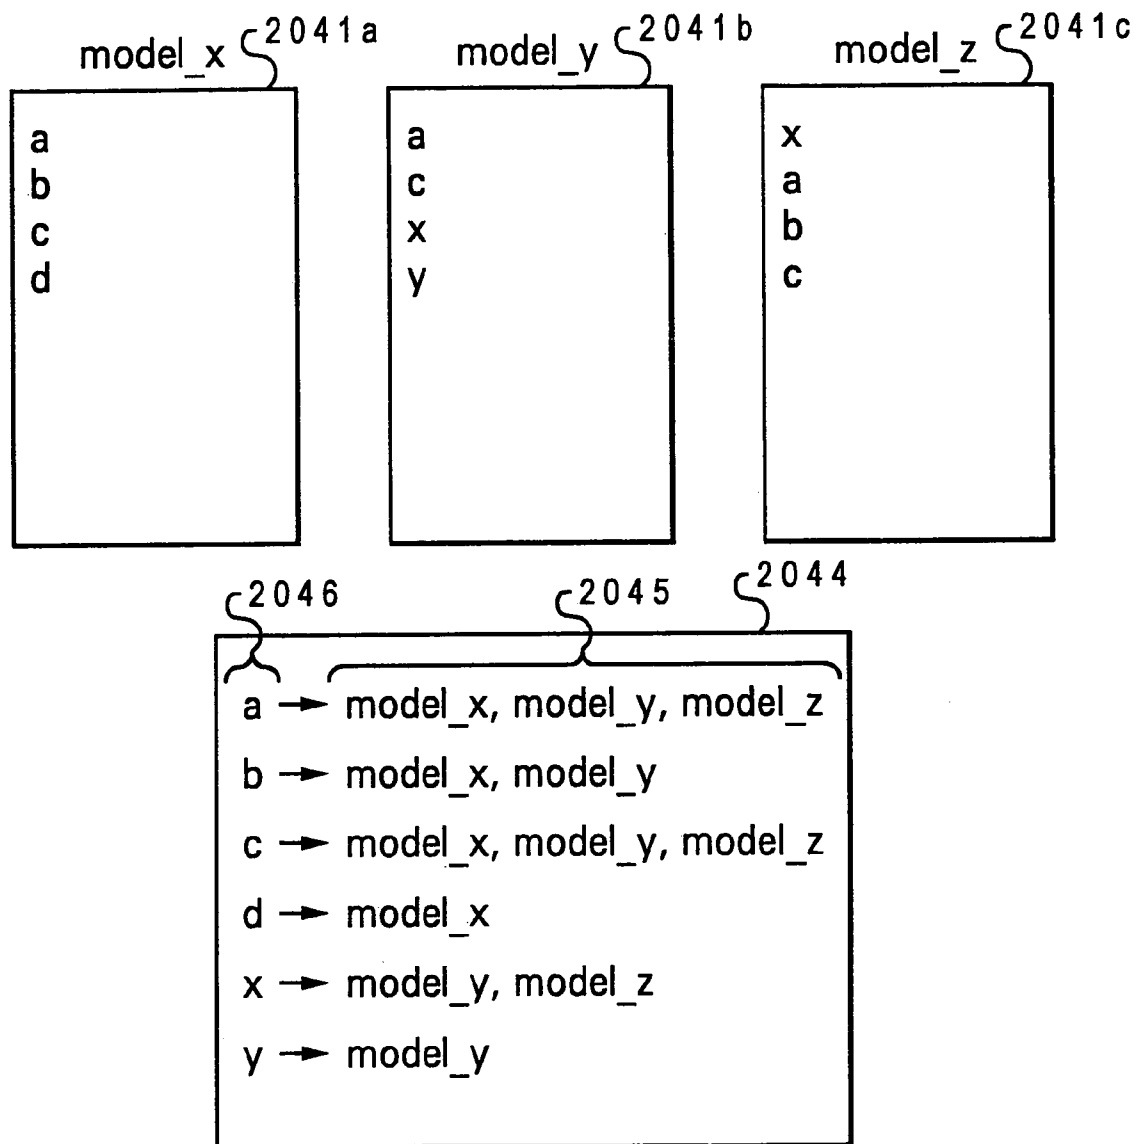 model_x 2041a
a
b
c
d
model_y 2041b
a
c
x
y
model_z 2041c
x
a
b
c
2046 2045 2044
a → model_x, model_y, model_z
b → model_x, model_y
c → model_x, model_y, model_z
d → model_x
x → model_y, model_z
y → model_y